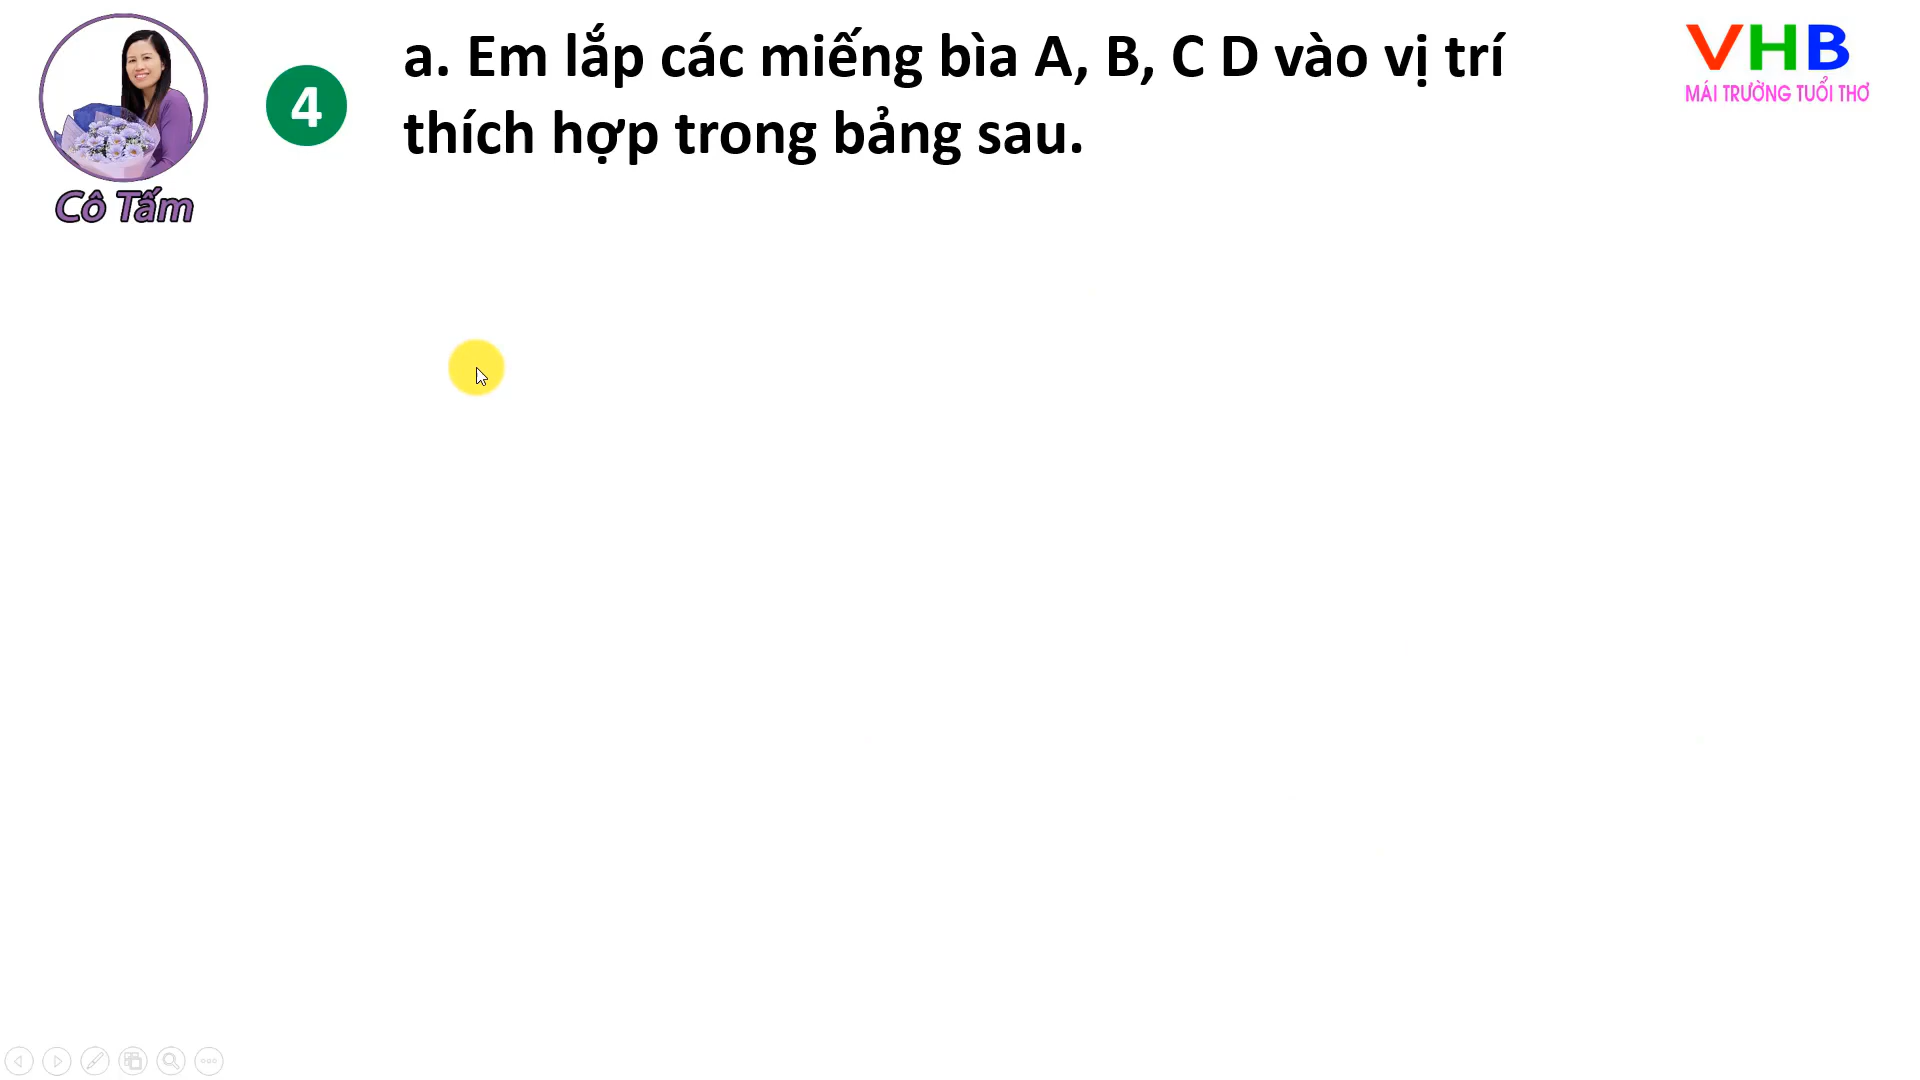 4
a. Em lắp các miếng bìa A, B, C D vào vị trí
thích hợp trong bảng sau.
VHB
MÁI TRƯỜNG TUỔI THƠ
Cô Tấm